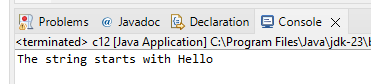 Problems @ Javadoc Declaration Console ×
<terminated> c12 [Java Application] C:\Program Files\Java\jdk-23\
The string starts with Hello